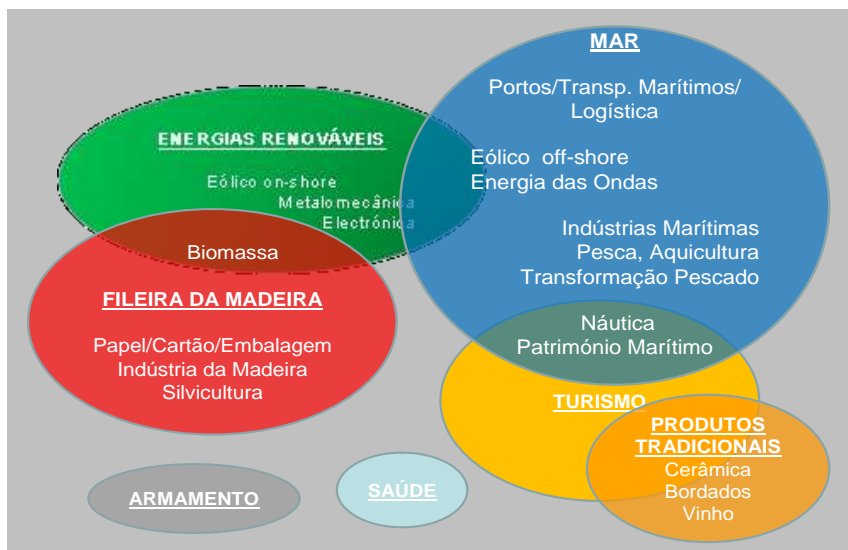 MAR
Portos/Transp. Marítimos/
Logística
Eólico off-shore
Energia das Ondas
Indústrias Marítimas
Pesca, Aquicultura
Transformação Pescado
ENERGIAS RENOVÁVEIS
Eólico on-shore
Metalomecânica
Electrónica
Biomassa
FILEIRA DA MADEIRA
Papel/Cartão/Embalagem
Indústria da Madeira
Silvicultura
Náutica
Património Marítimo
TURISMO
PRODUTOS
TRADICIONAIS
Cerâmica
Bordados
Vinho
ARMAMENTO
SAÚDE